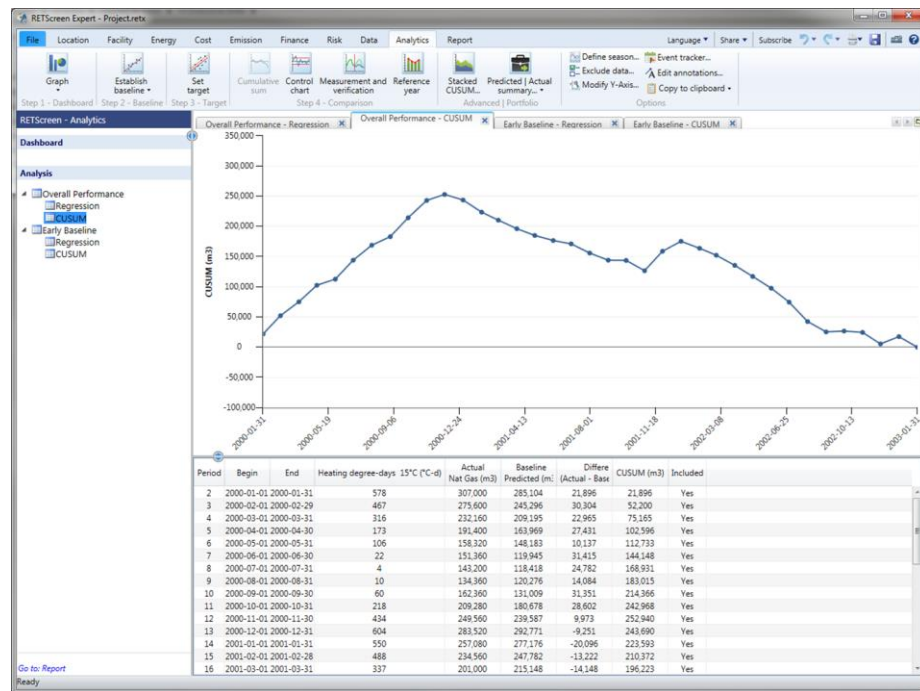 RETScreen Expert - Project.retx
File Location Facility Energy Cost Emission Finance Risk Data Analytics Report Language Share Subscribe
Graph
Establish baseline
Set target
Cumulative sum
Control chart
Measurement and verification
Reference year
Stacked CUSUM...
Predicted | Actual summary...
Define season...
Exclude data...
Modify Y-Axis...
Event tracker...
Edit annotations...
Copy to clipboard
Step 1 - Dashboard Step 2 - Baseline Step 3 - Target Step 4 - Comparison Advanced | Portfolio Options
RETScreen - Analytics
Dashboard
Analysis
Overall Performance
Regression
CUSUM
Early Baseline
Regression
CUSUM
Go to: Report
Ready
Overall Performance - Regression Overall Performance - CUSUM Early Baseline - Regression Early Baseline - CUSUM
350,000
300,000
250,000
200,000
150,000
100,000
50,000
0
-50,000
-100,000
CUSUM (m3)
2000-01-31 2000-05-19 2000-09-06 2000-12-24 2001-04-13 2001-08-01 2001-11-18 2002-03-08 2002-06-25 2002-10-13 2003-01-31
Period Begin End Heating degree-days 15°C (°C-d) Actual Nat Gas (m3) Baseline Predicted (m: Differe (Actual - Base CUSUM (m3) Included
2 2000-01-01 2000-01-31 578 307,000 285,104 21,896 21,896 Yes
3 2000-02-01 2000-02-29 467 275,600 245,296 30,304 52,200 Yes
4 2000-03-01 2000-03-31 316 232,160 209,195 22,965 75,165 Yes
5 2000-04-01 2000-04-30 173 191,400 163,969 27,431 102,596 Yes
6 2000-05-01 2000-05-31 106 158,320 148,183 10,137 112,733 Yes
7 2000-06-01 2000-06-30 22 151,360 119,945 31,415 144,148 Yes
8 2000-07-01 2000-07-31 4 143,200 118,418 24,782 168,931 Yes
9 2000-08-01 2000-08-31 10 134,360 120,276 14,084 183,015 Yes
10 2000-09-01 2000-09-30 60 162,360 131,009 31,351 214,366 Yes
11 2000-10-01 2000-10-31 218 209,280 180,678 28,602 242,968 Yes
12 2000-11-01 2000-11-30 434 249,560 239,587 9,973 252,940 Yes
13 2000-12-01 2000-12-31 604 283,520 292,771 -9,251 243,690 Yes
14 2001-01-01 2001-01-31 550 257,080 277,176 -20,096 223,593 Yes
15 2001-02-01 2001-02-28 488 234,560 247,782 -13,222 210,372 Yes
16 2001-03-01 2001-03-31 337 201,000 215,148 -14,148 196,223 Yes